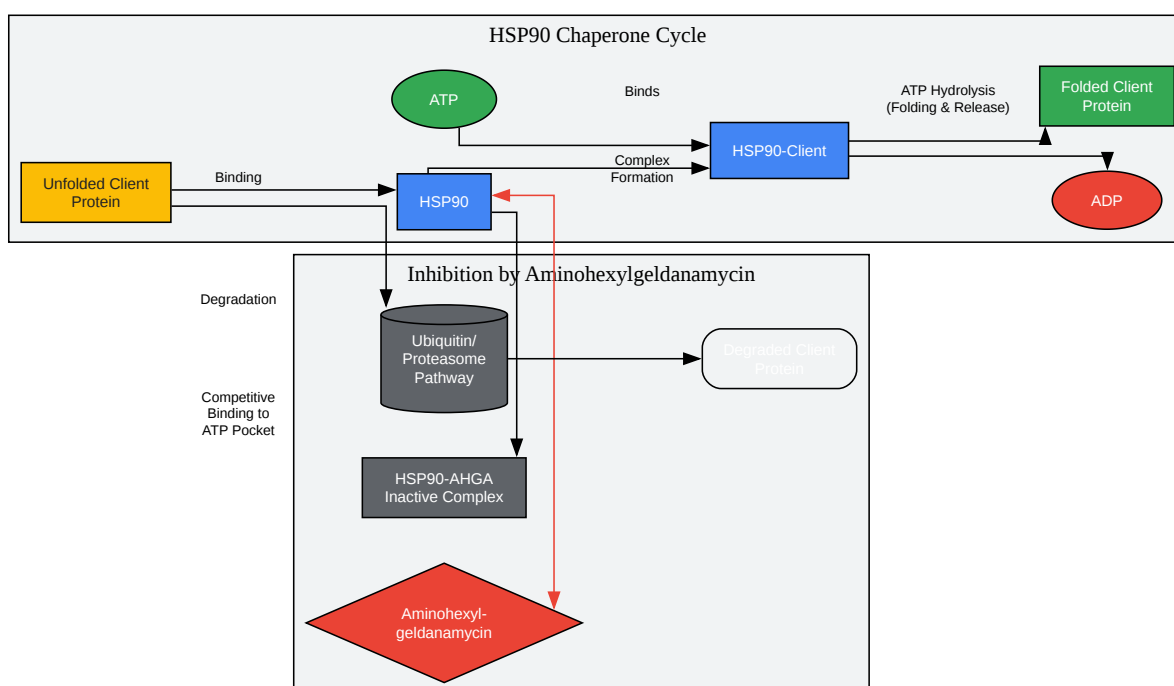 HSP90 Chaperone Cycle
ATP
Binds
ATP Hydrolysis
(Folding & Release)
Folded Client
Protein
Unfolded Client
Protein
Binding
HSP90
Complex
Formation
HSP90-Client
ADP
Inhibition by Aminohexylgeldanamycin
Degradation
Ubiquitin/
Proteasome
Pathway
Degraded Client
Protein
Competitive
Binding to
ATP Pocket
HSP90-AHGA
Inactive Complex
Aminohexyl-
geldanamycin